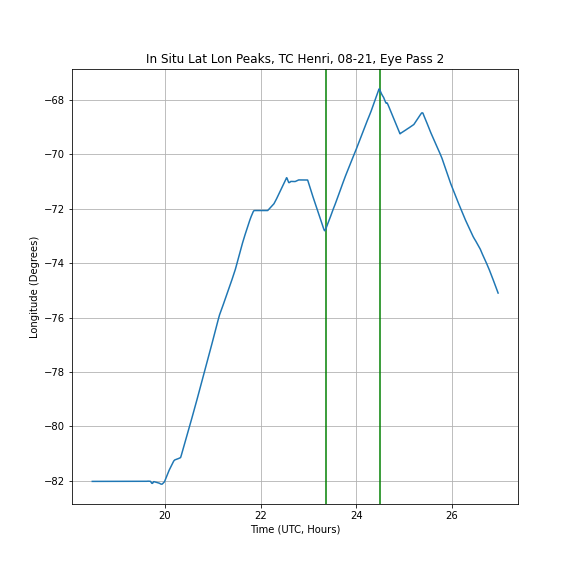 In Situ Lat Lon Peaks, TC Henri, 08-21, Eye Pass 2
Longitude (Degrees)
−68
−70
−72
−74
−76
−78
−80
−82
20 22 24 26
Time (UTC, Hours)